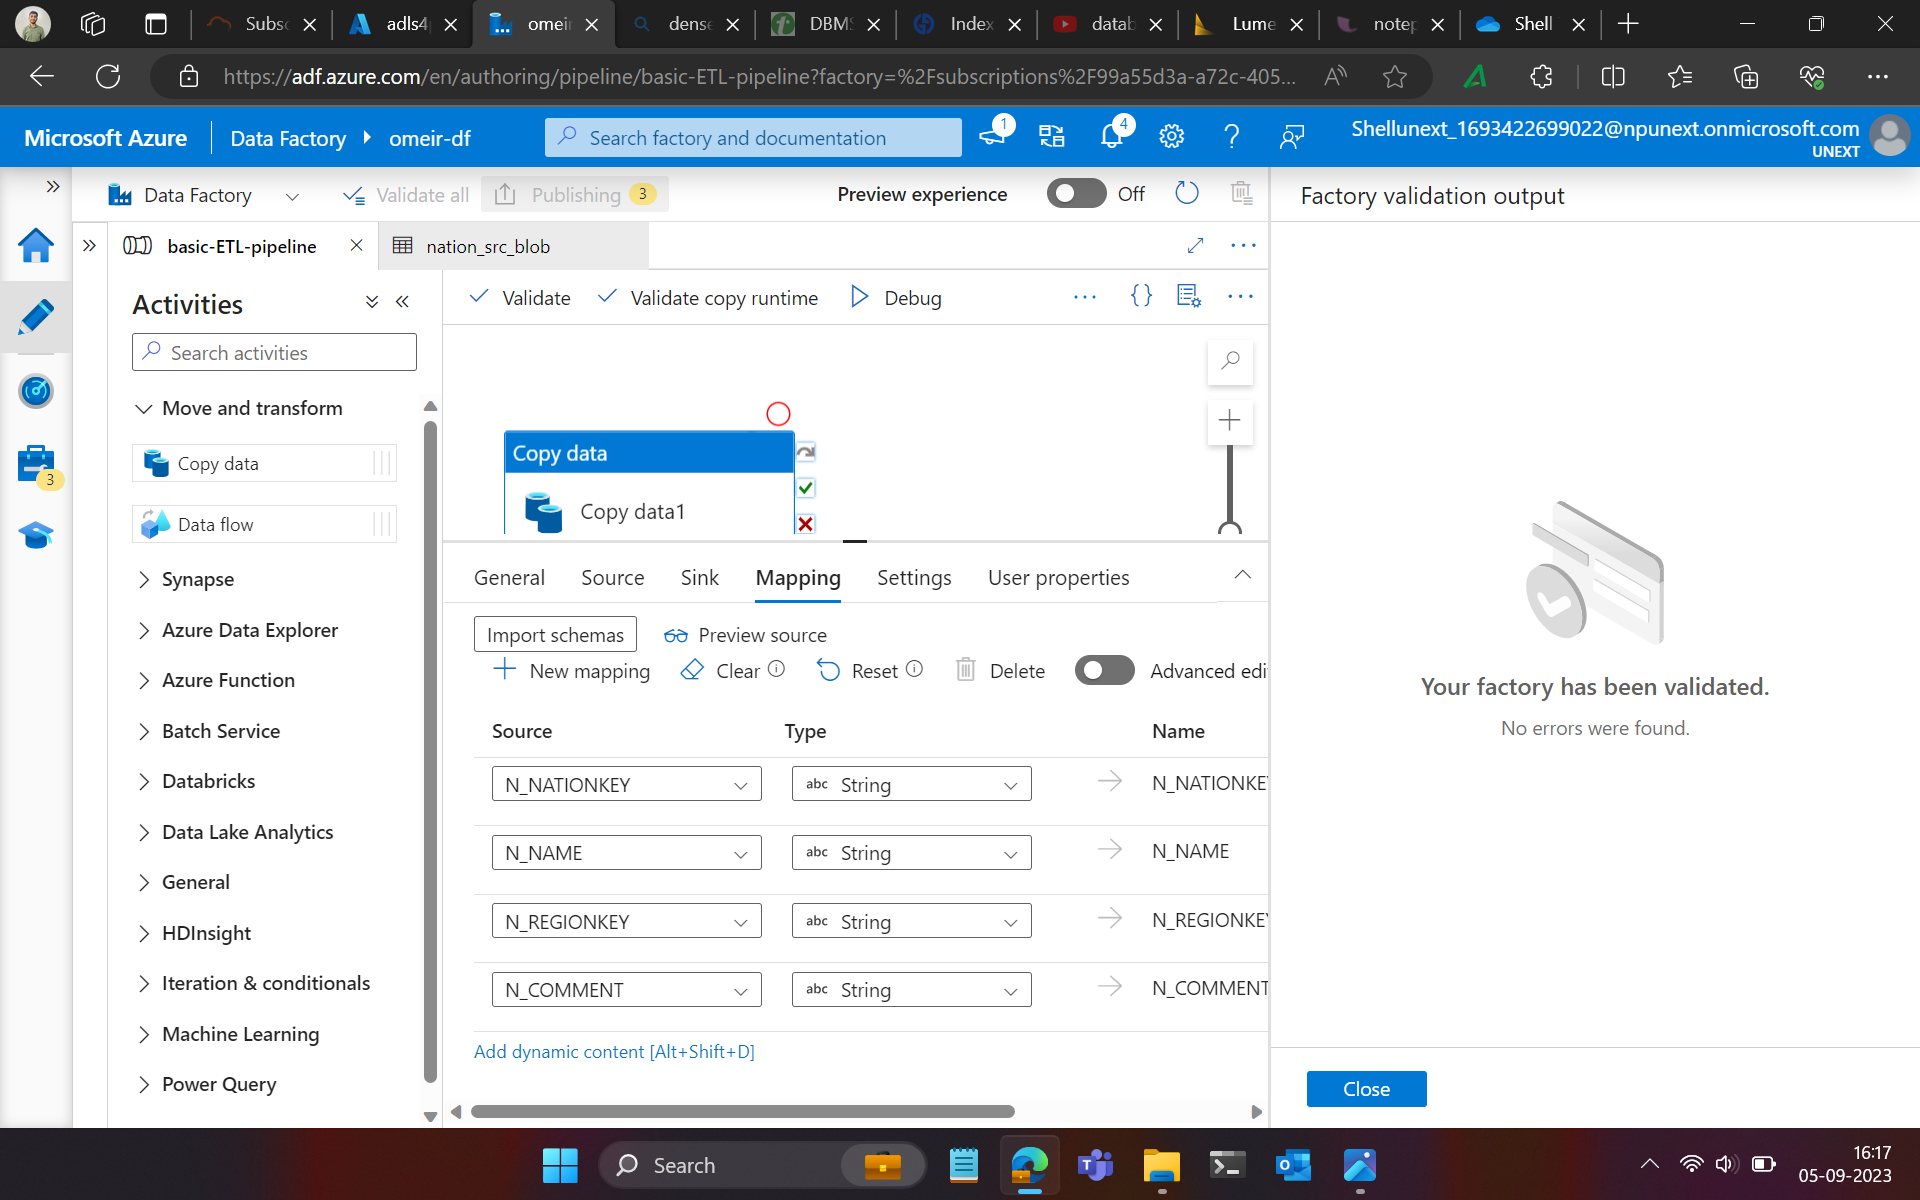 Subsc
adls4
omeir
dense
DBMS
Index
datab
Lume
notep
Shell
https://adf.azure.com/en/authoring/pipeline/basic-ETL-pipeline?factory=%2Fsubscriptions%2F99a55d3a-a72c-405...
Microsoft Azure
Data Factory
omeir-df
Search factory and documentation
1
4
Shellunext_1693422699022@npunext.onmicrosoft.com
UNEXT
Data Factory
Validate all
Publishing 3
Preview experience
Off
Factory validation output
basic-ETL-pipeline
nation_src_blob
Activities
Validate
Validate copy runtime
Debug
Search activities
Move and transform
Copy data
Data flow
Synapse
Azure Data Explorer
Azure Function
Batch Service
Databricks
Data Lake Analytics
General
HDInsight
Iteration & conditionals
Machine Learning
Power Query
3
Copy data
Copy data1
General
Source
Sink
Mapping
Settings
User properties
Import schemas
Preview source
New mapping
Clear
Reset
Delete
Advanced edi
Source
Type
Name
N_NATIONKEY
abc String
N_NATIONKEY
N_NAME
abc String
N_NAME
N_REGIONKEY
abc String
N_REGIONKEY
N_COMMENT
abc String
N_COMMENT
Add dynamic content [Alt+Shift+D]
Your factory has been validated.
No errors were found.
Close
Search
16:17
05-09-2023